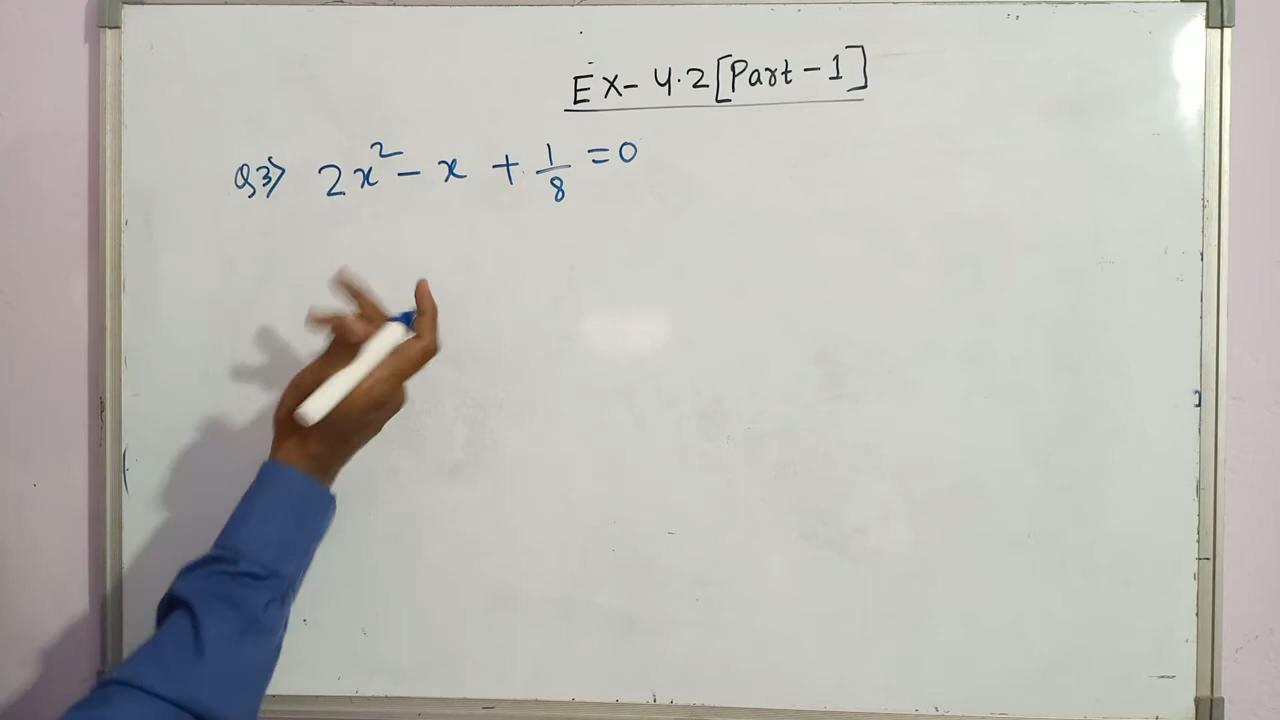 Ex-4.2[Part-1]
Q3> 2x² - x + 1/8 = 0